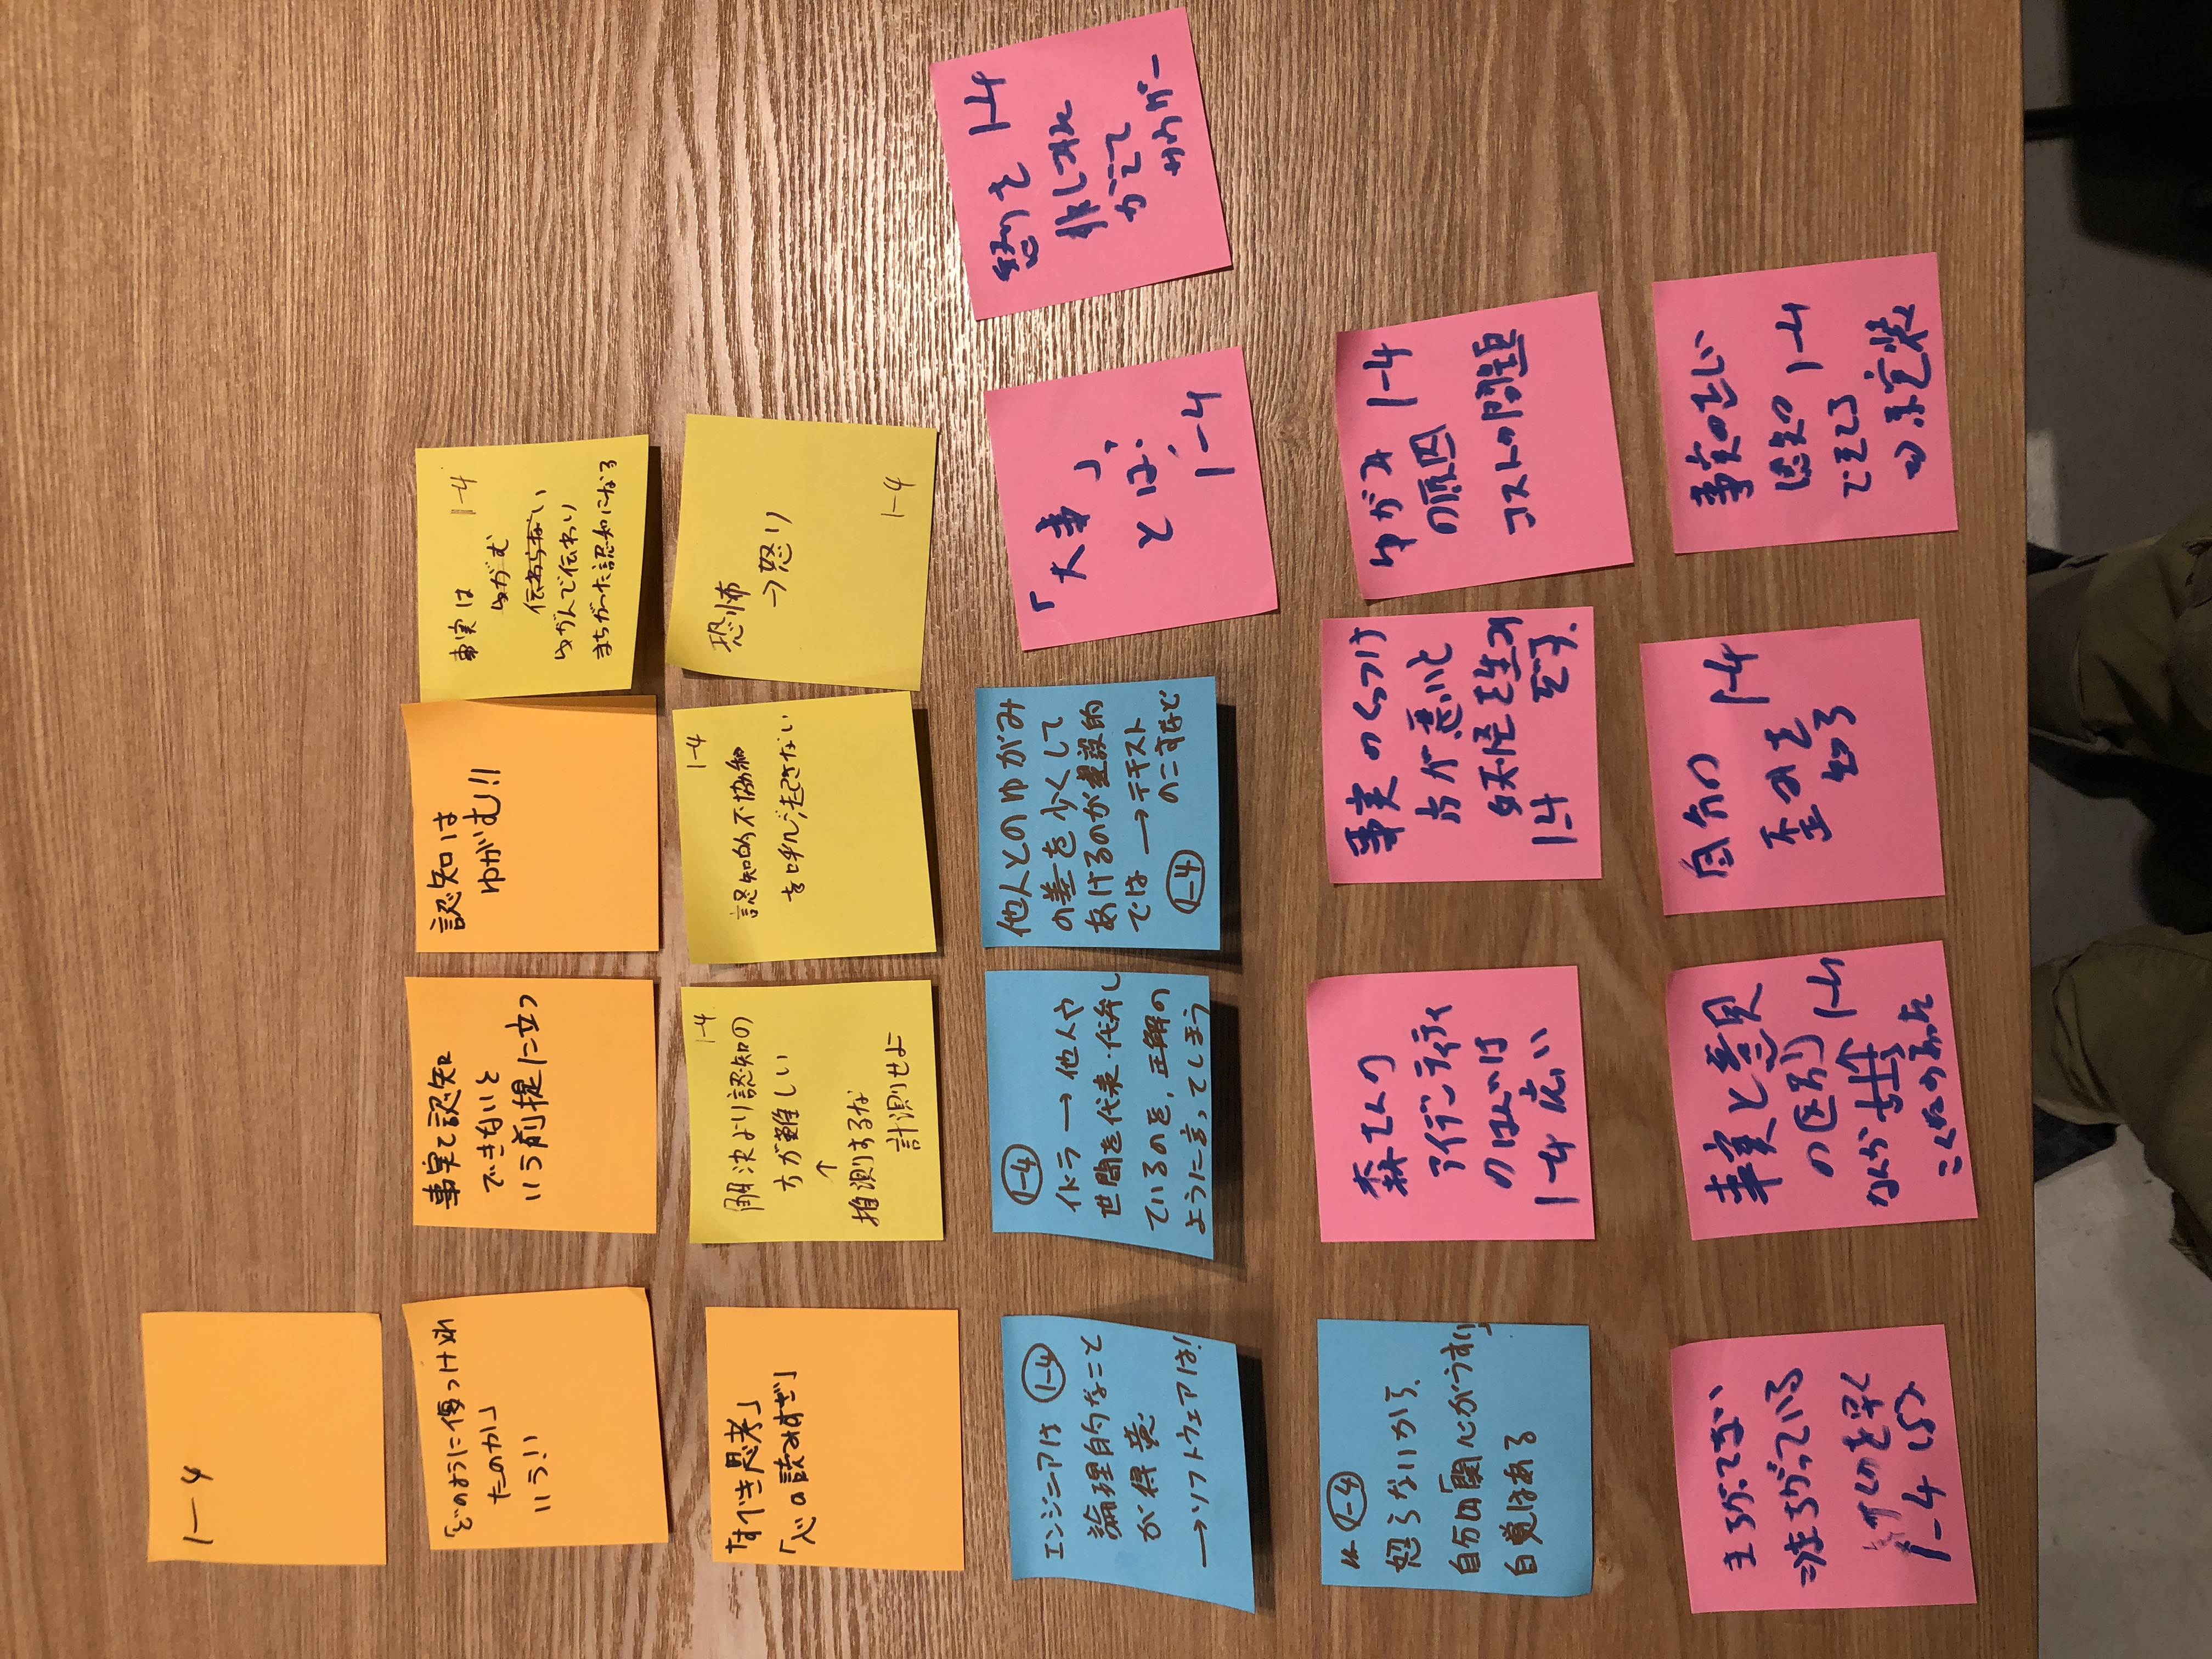 1-4
「どのように傷つけられ
たのか」
いう!!
事実で認知
できないと
いう前提に立つ
認知は
ゆがむ!!
事実は 1-4
ゆがむ
伝わらない
ゆがんで伝わり
まちがった認知になる
「すべき思考」
「心の読みすぎ」
1-4
解決より認知の
方が難しい
↑
推測するな
計測せよ
1-4
認知的不協和
を呼び起きない
恐怖
→怒り
1-4
エンジニアは 1-4
論理的なこと
が得意
→ソフトウェアは!
1-4
イドラ→他人や
世間を代表・代弁し
ているのを、正解の
ように言ってしまう
他人とのゆがみ
の差を少くして
あげるのが建設的
では→テキスト
のこすなど
1-4
「大事」
とは?
1-4
怒りを 1-4
1-4
怒らないから、
自分は「関心がうすい」
自覚はある
森さんの
アイデンティティ
のはんいは
1-4 広い
事実のくっつけ
方が悪いと
妖怪を生み
1-4 だす.
ゆがみ 1-4
の原因
コストの問題
まちがってない
⇒まちがっている
のを早く
1-4
事実と意見
の区別
1-4
なんか
自分の 1-4
歪みを
知る
事実の正しい
認知 1-4
できてる
⇒未実装